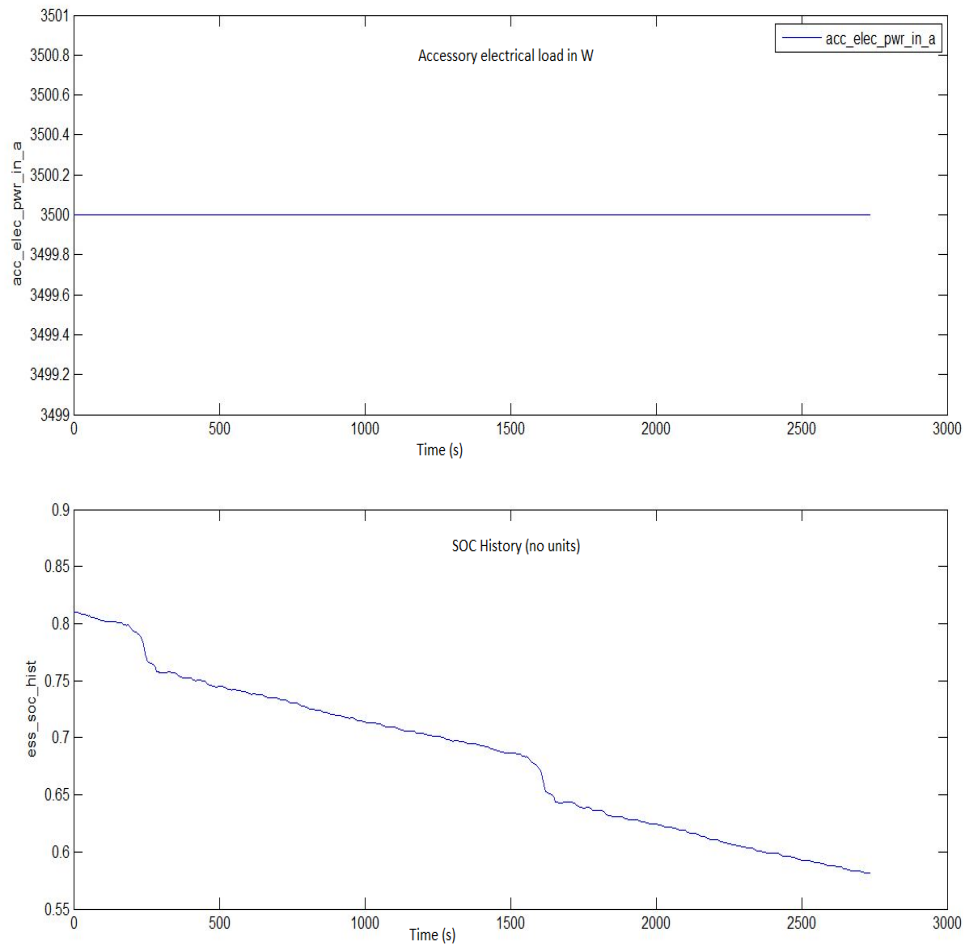 3501
3500.8
3500.6
3500.4
3500.2
3500
3499.8
3499.6
3499.4
3499.2
3499
acc_elec_pwr_in_a
Accessory electrical load in W
acc_elec_pwr_in_a
0 500 1000 1500 2000 2500 3000
Time (s)
0.9
0.85
0.8
0.75
0.7
0.65
0.6
0.55
ess_soc_hist
SOC History (no units)
0 500 1000 1500 2000 2500 3000
Time (s)